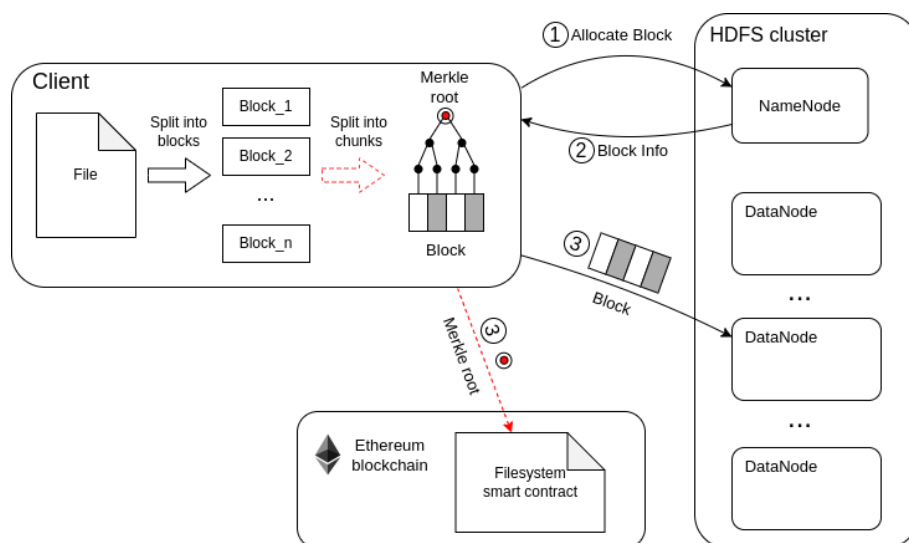 Client
File
Split into
blocks
Block_1
Block_2
...
Block_n
Split into
chunks
Merkle
root
Block
1 Allocate Block
2 Block Info
3
Block
3
Merkle root
HDFS cluster
NameNode
DataNode
...
DataNode
...
DataNode
Ethereum
blockchain
Filesystem
smart contract